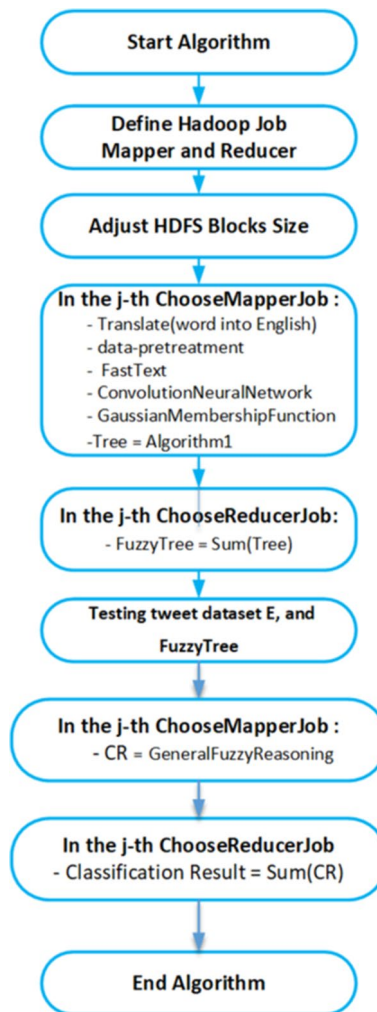 Start Algorithm
Define Hadoop Job
Mapper and Reducer
Adjust HDFS Blocks Size
In the j-th ChooseMapperJob :
- Translate(word into English)
- data-pretreatment
- FastText
- ConvolutionNeuralNetwork
- GaussianMembershipFunction
-Tree = Algorithm1
In the j-th ChooseReducerJob:
- FuzzyTree = Sum(Tree)
Testing tweet dataset E, and
FuzzyTree
In the j-th ChooseMapperJob :
- CR = GeneralFuzzyReasoning
In the j-th ChooseReducerJob
- Classification Result = Sum(CR)
End Algorithm